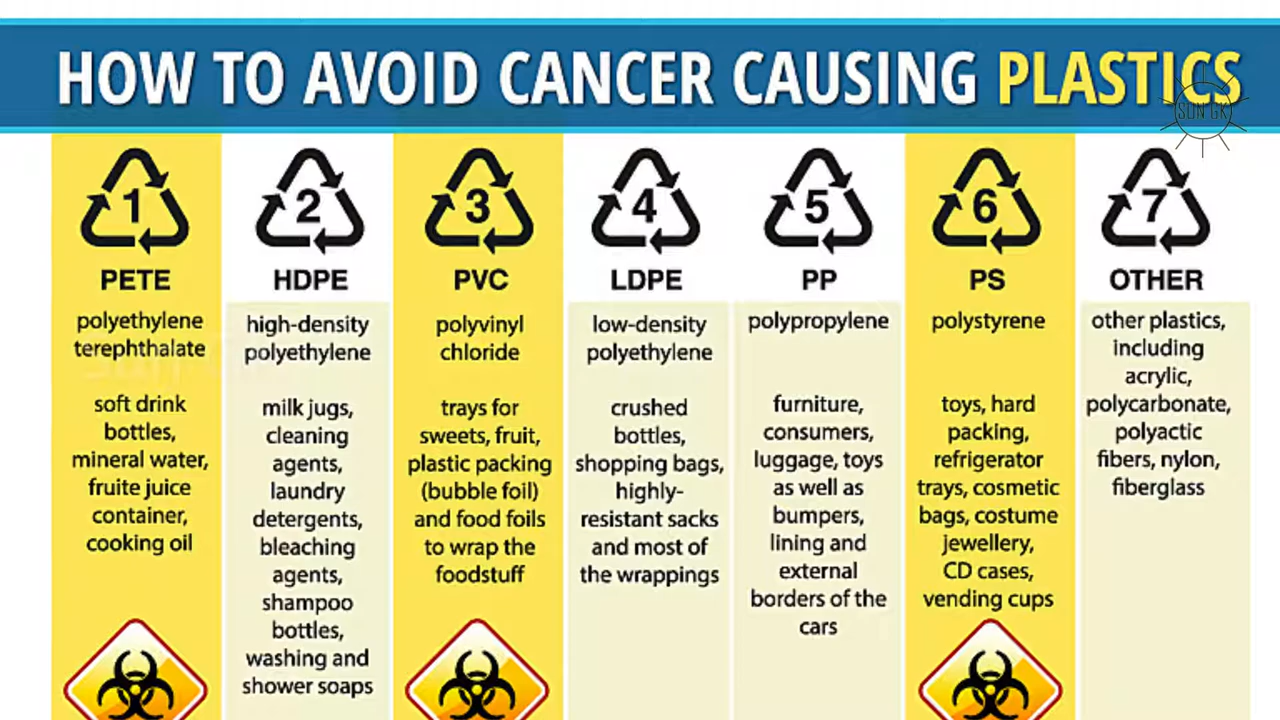 HOW TO AVOID CANCER CAUSING PLASTICS
SUN GK
1
PETE
polyethylene
terephthalate
soft drink
bottles,
mineral water,
fruite juice
container,
cooking oil
2
HDPE
high-density
polyethylene
milk jugs,
cleaning
agents,
laundry
detergents,
bleaching
agents,
shampoo
bottles,
washing and
shower soaps
3
PVC
polyvinyl
chloride
trays for
sweets, fruit,
plastic packing
(bubble foil)
and food foils
to wrap the
foodstuff
4
LDPE
low-density
polyethylene
crushed
bottles,
shopping bags,
highly-
resistant sacks
and most of
the wrappings
5
PP
polypropylene
furniture,
consumers,
luggage, toys
as well as
bumpers,
lining and
external
borders of the
cars
6
PS
polystyrene
toys, hard
packing,
refrigerator
trays, cosmetic
bags, costume
jewellery,
CD cases,
vending cups
7
OTHER
other plastics,
including
acrylic,
polycarbonate,
polyactic
fibers, nylon,
fiberglass